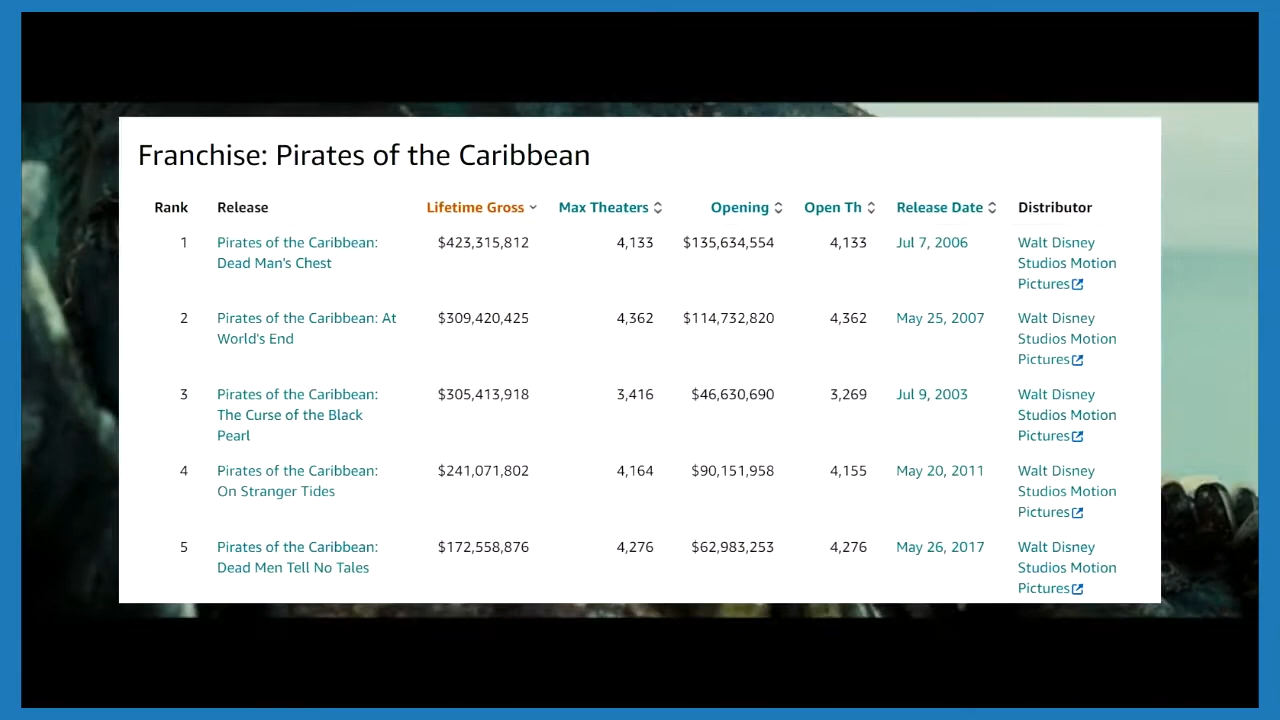 Franchise: Pirates of the Caribbean
Rank Release Lifetime Gross Max Theaters Opening Open Th Release Date Distributor
1 Pirates of the Caribbean: $423,315,812 4,133 $135,634,554 4,133 Jul 7, 2006 Walt Disney
Dead Man's Chest Studios Motion
Pictures
2 Pirates of the Caribbean: At $309,420,425 4,362 $114,732,820 4,362 May 25, 2007 Walt Disney
World's End Studios Motion
Pictures
3 Pirates of the Caribbean: $305,413,918 3,416 $46,630,690 3,269 Jul 9, 2003 Walt Disney
The Curse of the Black Studios Motion
Pearl Pictures
4 Pirates of the Caribbean: $241,071,802 4,164 $90,151,958 4,155 May 20, 2011 Walt Disney
On Stranger Tides Studios Motion
Pictures
5 Pirates of the Caribbean: $172,558,876 4,276 $62,983,253 4,276 May 26, 2017 Walt Disney
Dead Men Tell No Tales Studios Motion
Pictures